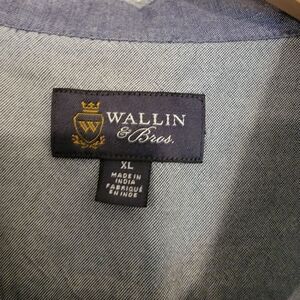 W
WALLIN
& Bros.
XL
MADE IN
INDIA
FABRIQUÉ
EN INDE